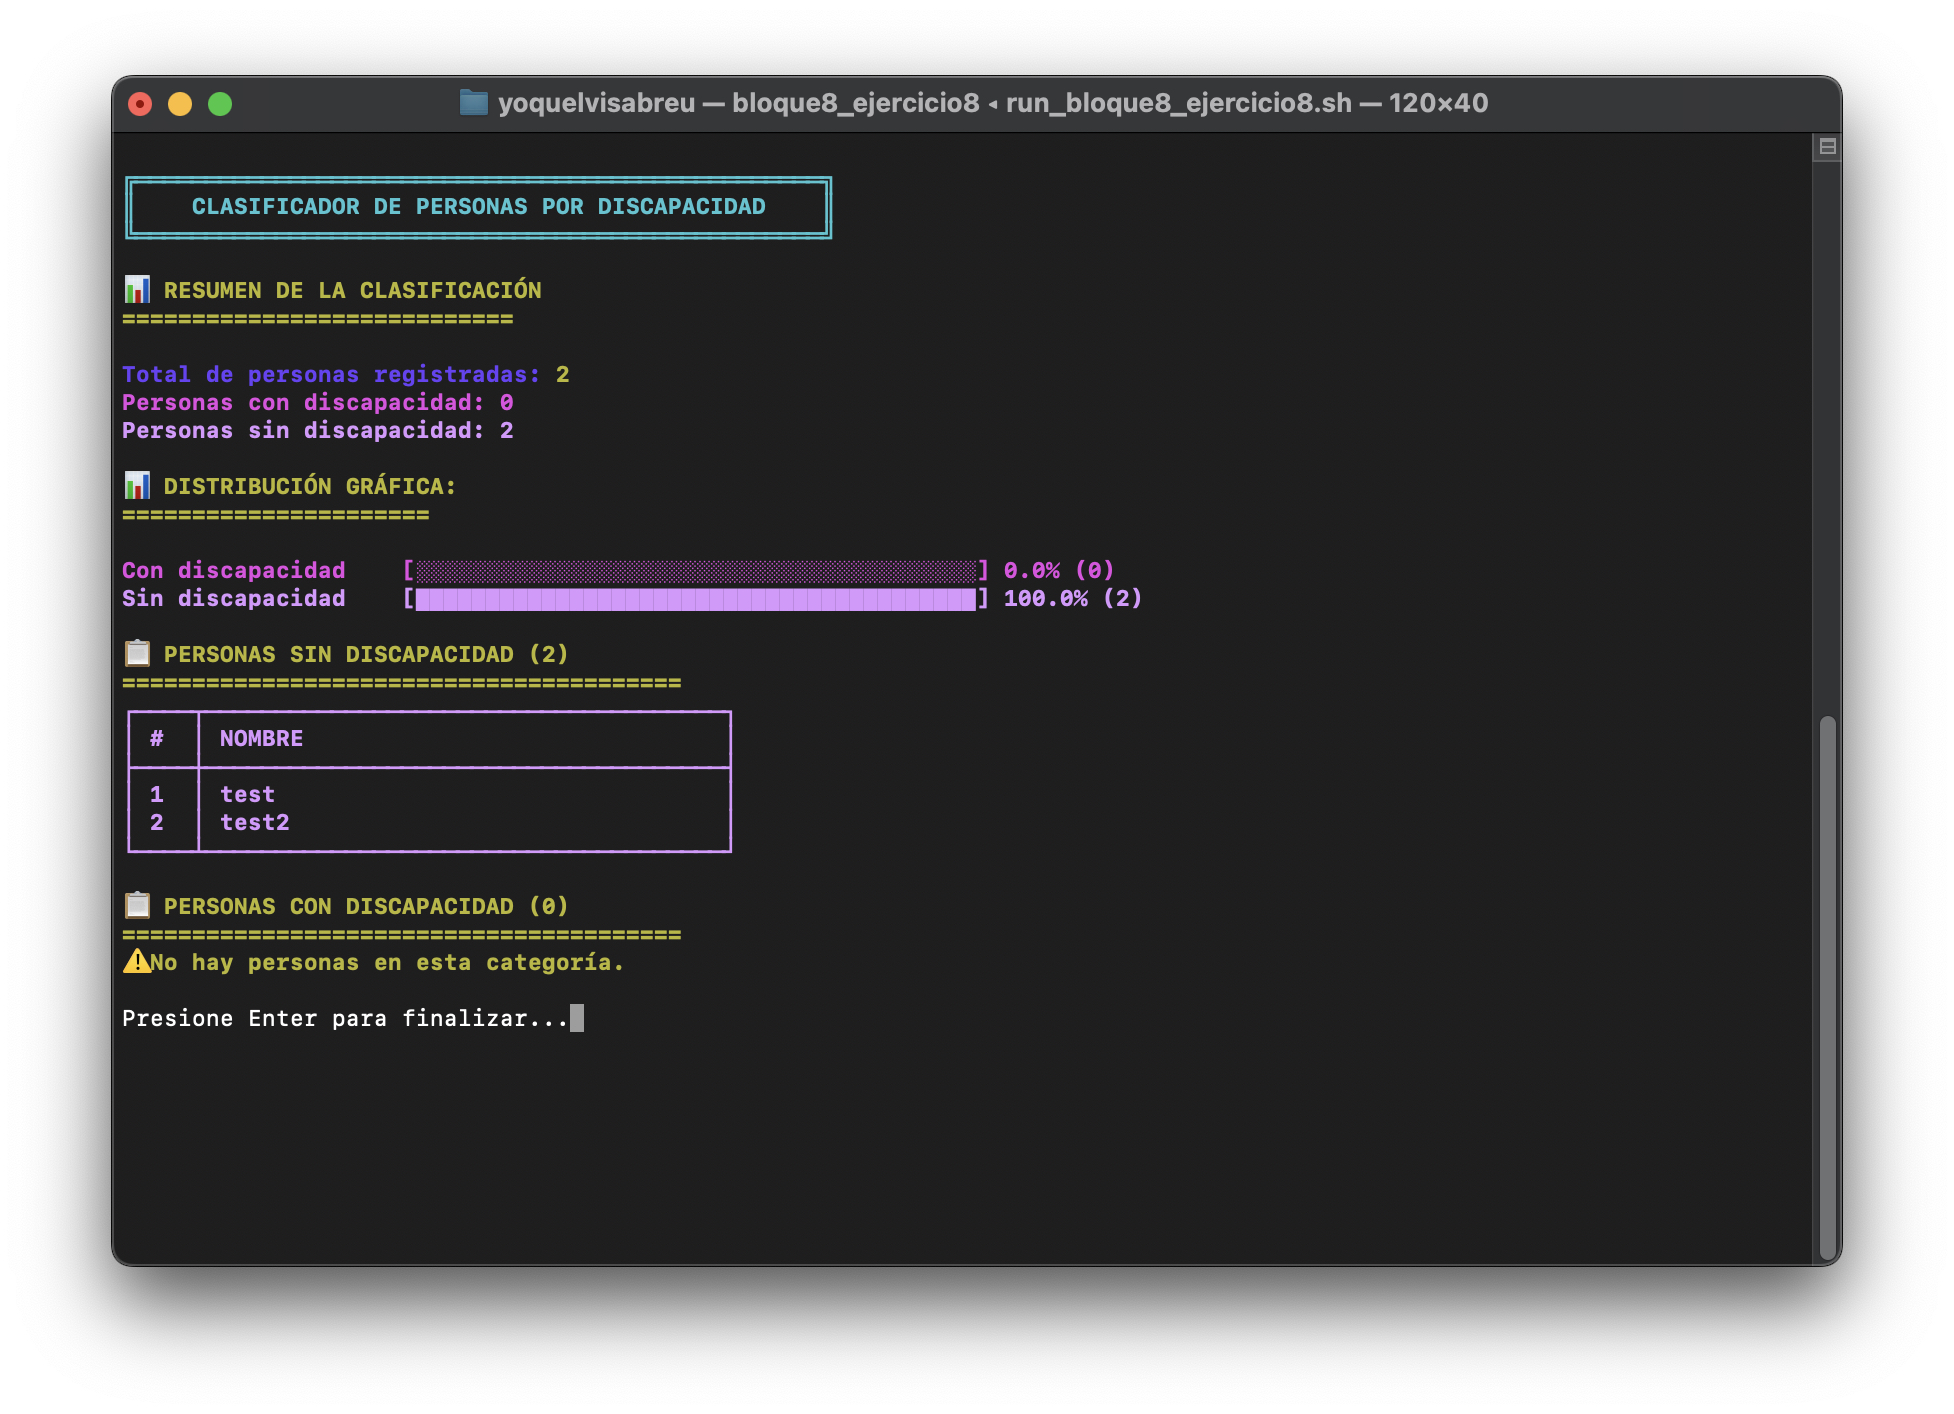 yoquelvisabreu — bloque8_ejercicio8 ◂ run_bloque8_ejercicio8.sh — 120×40
CLASIFICADOR DE PERSONAS POR DISCAPACIDAD
📊 RESUMEN DE LA CLASIFICACIÓN
============================
Total de personas registradas: 2
Personas con discapacidad: 0
Personas sin discapacidad: 2
📊 DISTRIBUCIÓN GRÁFICA:
======================
Con discapacidad [░░░░░░░░░░░░░░░░░░░░░░░░░░░░░░░░░░░░░░░░] 0.0% (0)
Sin discapacidad [████████████████████████████████████████] 100.0% (2)
📋 PERSONAS SIN DISCAPACIDAD (2)
========================================
# NOMBRE
1 test
2 test2
📋 PERSONAS CON DISCAPACIDAD (0)
========================================
⚠️No hay personas en esta categoría.
Presione Enter para finalizar...